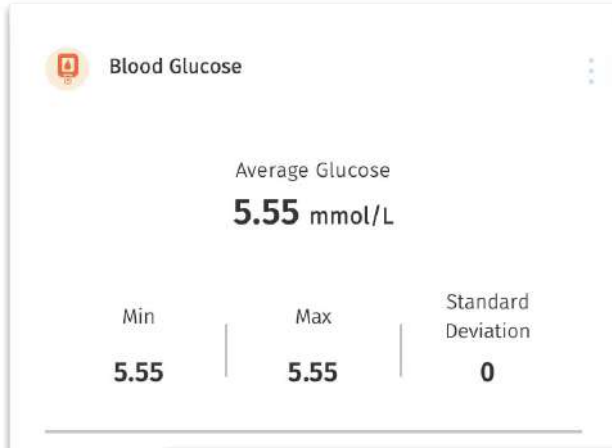 Blood Glucose
Average Glucose
5.55 mmol/L
Min
5.55
Max
5.55
Standard
Deviation
0